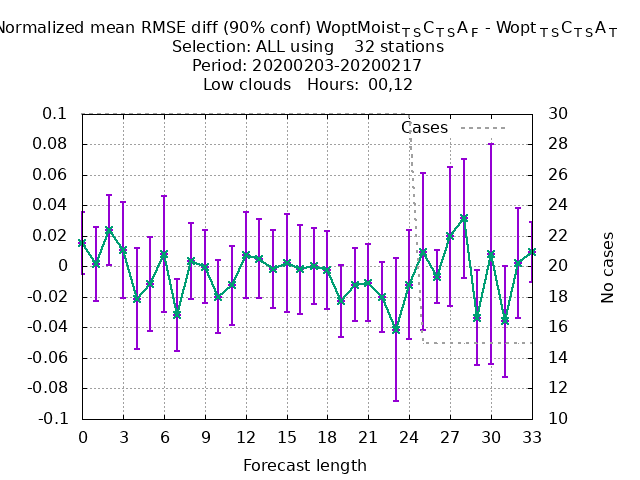 Normalized mean RMSE diff (90% conf) WoptMoistTSCTSAF - WoptTSCTSAT
Selection: ALL using 32 stations
Period: 20200203-20200217
Low clouds Hours: 00,12
Cases
0.1
0.08
0.06
0.04
0.02
0
-0.02
-0.04
-0.06
-0.08
-0.1
30
28
26
24
22
20
18
16
14
12
10
No cases
0 3 6 9 12 15 18 21 24 27 30 33
Forecast length